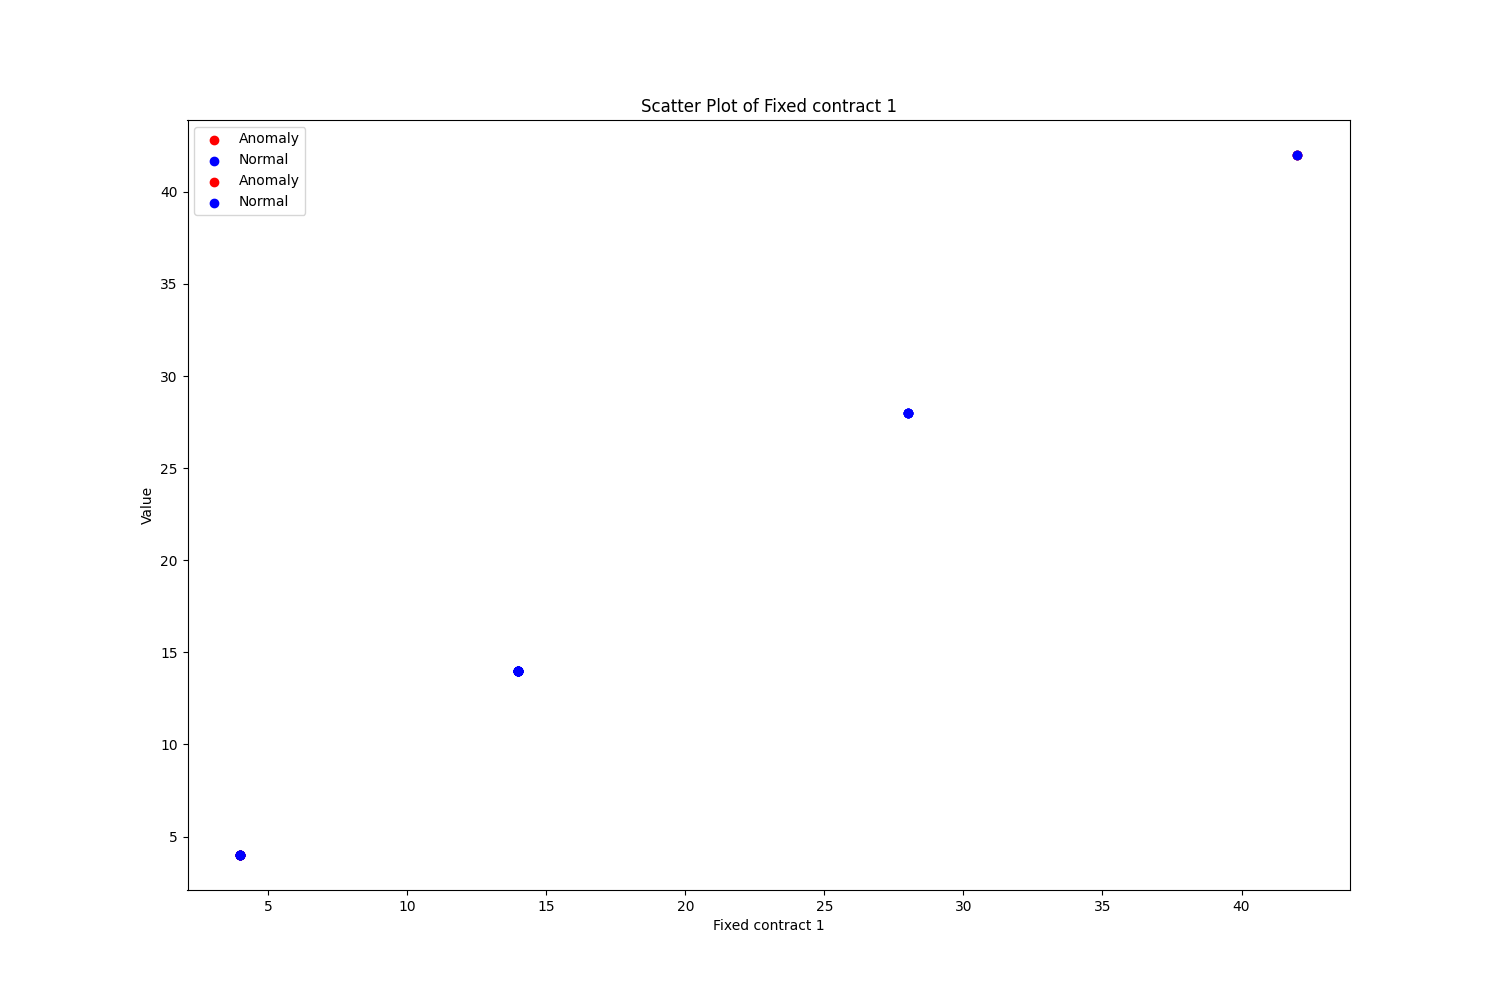 Scatter Plot of Fixed contract 1
Anomaly
Normal
Anomaly
Normal
40
35
30
25
20
15
10
5
Value
5 10 15 20 25 30 35 40
Fixed contract 1